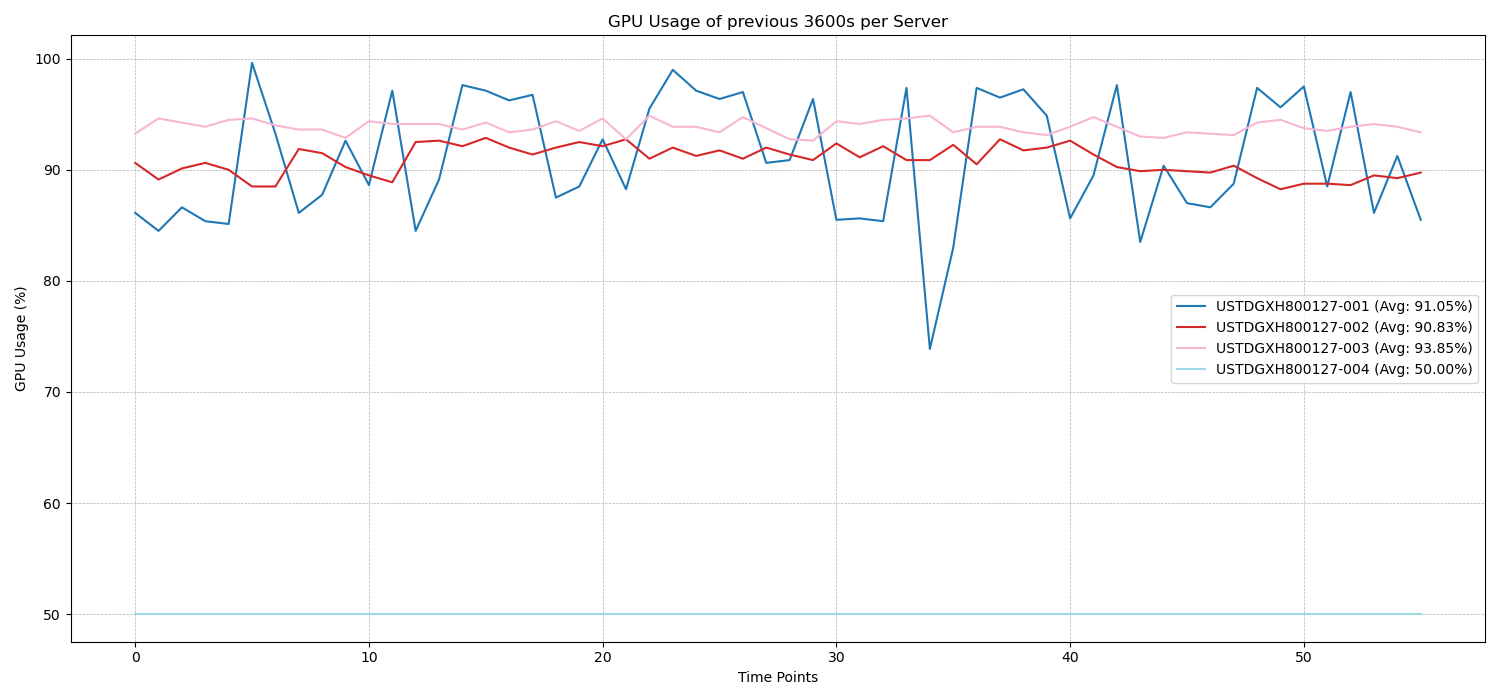 GPU Usage of previous 3600s per Server
GPU Usage (%)
100
90
80
70
60
50
USTDGXH800127-001 (Avg: 91.05%)
USTDGXH800127-002 (Avg: 90.83%)
USTDGXH800127-003 (Avg: 93.85%)
USTDGXH800127-004 (Avg: 50.00%)
0 10 20 30 40 50
Time Points